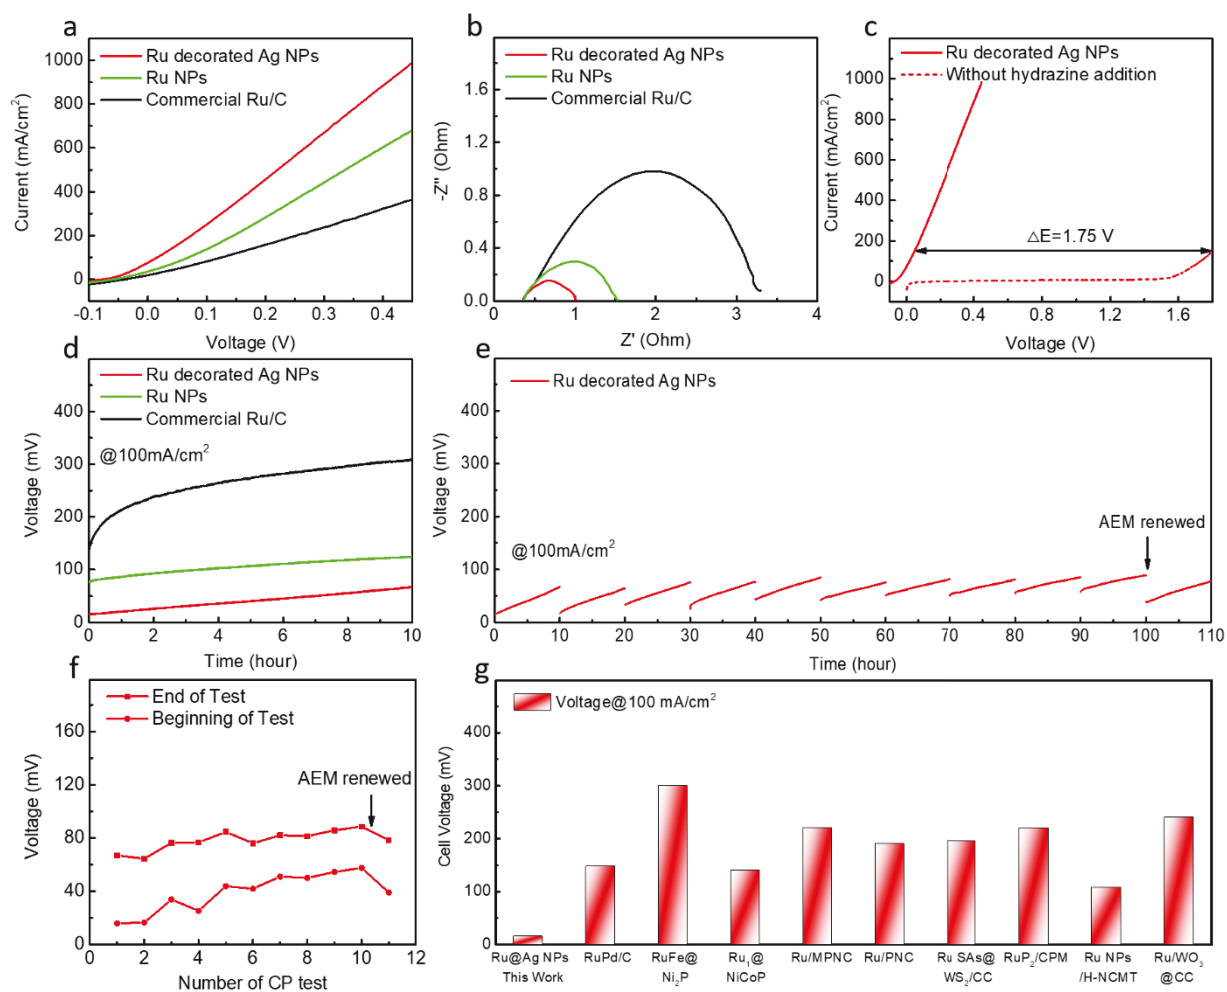 a
Ru decorated Ag NPs
Ru NPs
Commercial Ru/C
1000
800
600
400
200
0
-0.1
0.0
0.1
0.2
0.3
0.4
Current (mA/cm²)
Voltage (V)
b
Ru decorated Ag NPs
Ru NPs
Commercial Ru/C
1.8
1.4
1.1
0.7
0.4
0.0
0
1
2
3
4
-Z" (Ohm)
Z' (Ohm)
c
Ru decorated Ag NPs
Without hydrazine addition
△E=1.75 V
1000
800
600
400
200
0
0.0
0.6
1.2
1.8
Current (mA/cm²)
Voltage (V)
d
Ru decorated Ag NPs
Ru NPs
Commercial Ru/C
@100mA/cm²
400
300
200
100
0
0
2
4
6
8
10
Voltage (mV)
Time (hour)
e
Ru decorated Ag NPs
@100mA/cm²
AEM renewed
400
300
200
100
0
0
10
20
30
40
50
60
70
80
90
100
110
Voltage (mV)
Time (hour)
f
End of Test
Beginning of Test
AEM renewed
160
120
80
40
0
0
2
4
6
8
10
12
Voltage (mV)
Number of CP test
g
Voltage@100 mA/cm²
400
300
200
100
0
Cell Voltage (mV)
Ru@Ag NPs
This Work
RuPd/C
RuFe@
Ni₂P
Ru₁@
NiCoP
Ru/MPNC
Ru/PNC
Ru SAs@
WS₂/CC
RuP₂/CPM
Ru NPs
/H-NCMT
Ru/WO₃
@CC